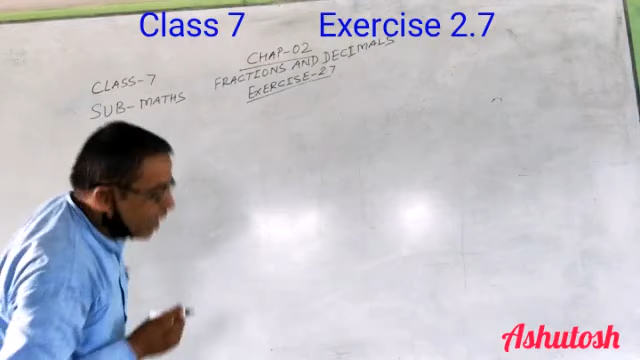 Class 7 Exercise 2.7
CHAP-02
CLASS-7 FRACTIONS AND DECIMALS
SUB-MATHS EXERCISE-2.7
Ashutosh